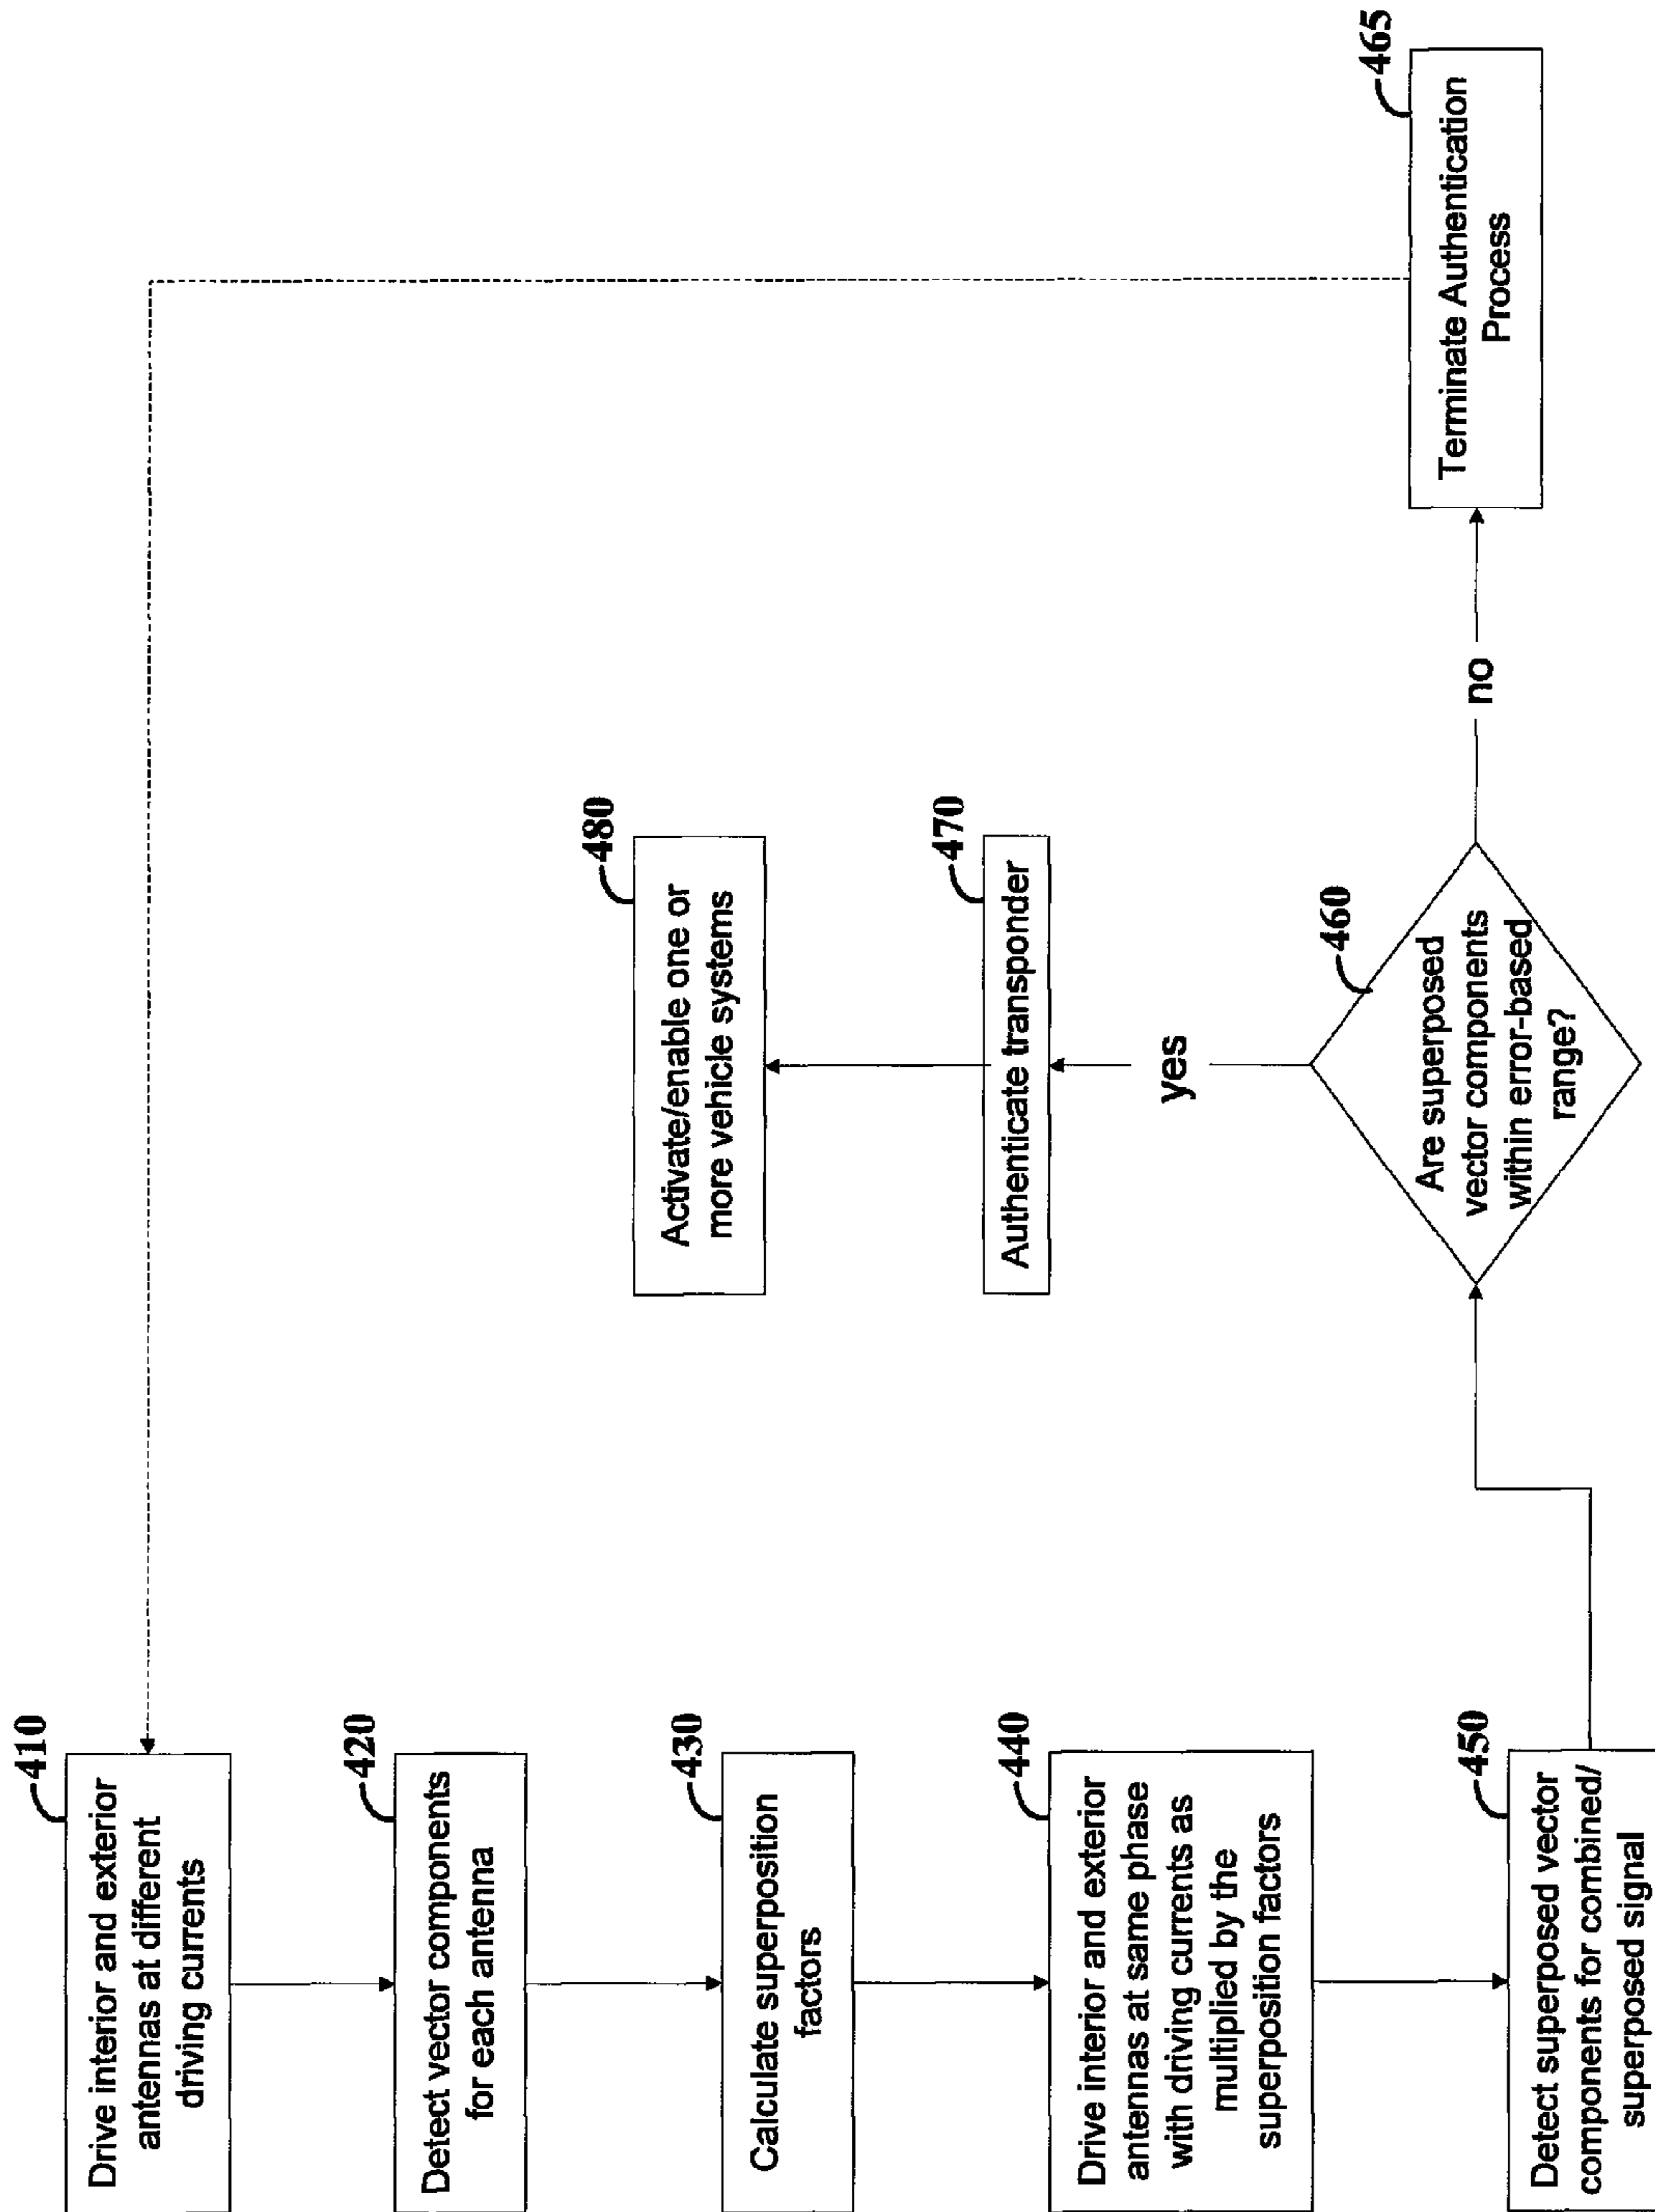 410
Drive interior and exterior
antennas at different
driving currents
420
Detect vector components
for each antenna
430
Calculate superposition
factors
440
Drive interior and exterior
antennas at same phase
with driving currents as
multiplied by the
superposition factors
450
Detect superposed vector
components for combined/
superposed signal
460
Are superposed
vector components
within error-based
range?
yes
no
465
Terminate Authentication
Process
470
Authenticate transponder
480
Activate/enable one or
more vehicle systems